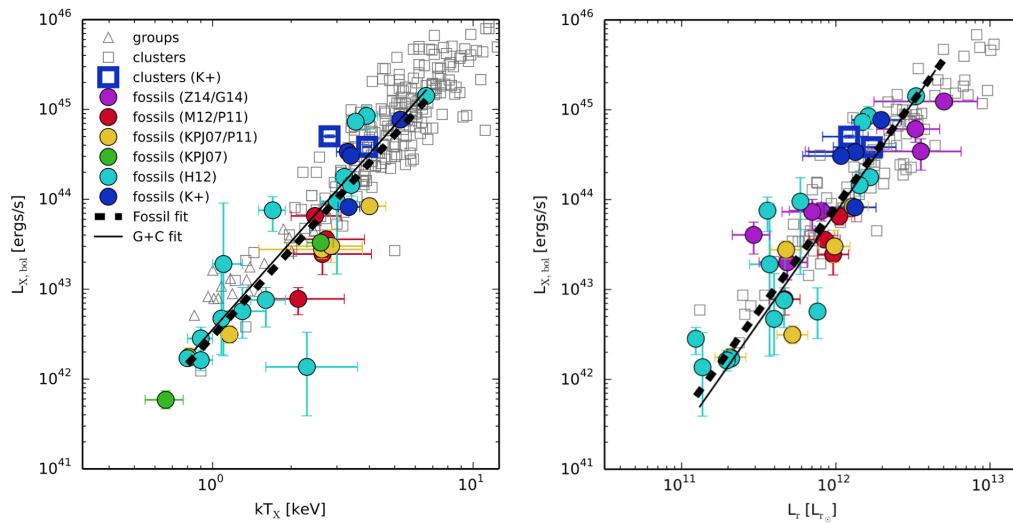 10^46
10^45
10^44
10^43
10^42
10^41
L_X, bol [ergs/s]
groups
clusters
clusters (K+)
fossils (Z14/G14)
fossils (M12/P11)
fossils (KPJ07/P11)
fossils (KPJ07)
fossils (H12)
fossils (K+)
Fossil fit
G+C fit
10^0
10^1
kT_X [keV]
10^46
10^45
10^44
10^43
10^42
10^41
L_X, bol [ergs/s]
10^11
10^12
10^13
L_r [L_r_⊙]